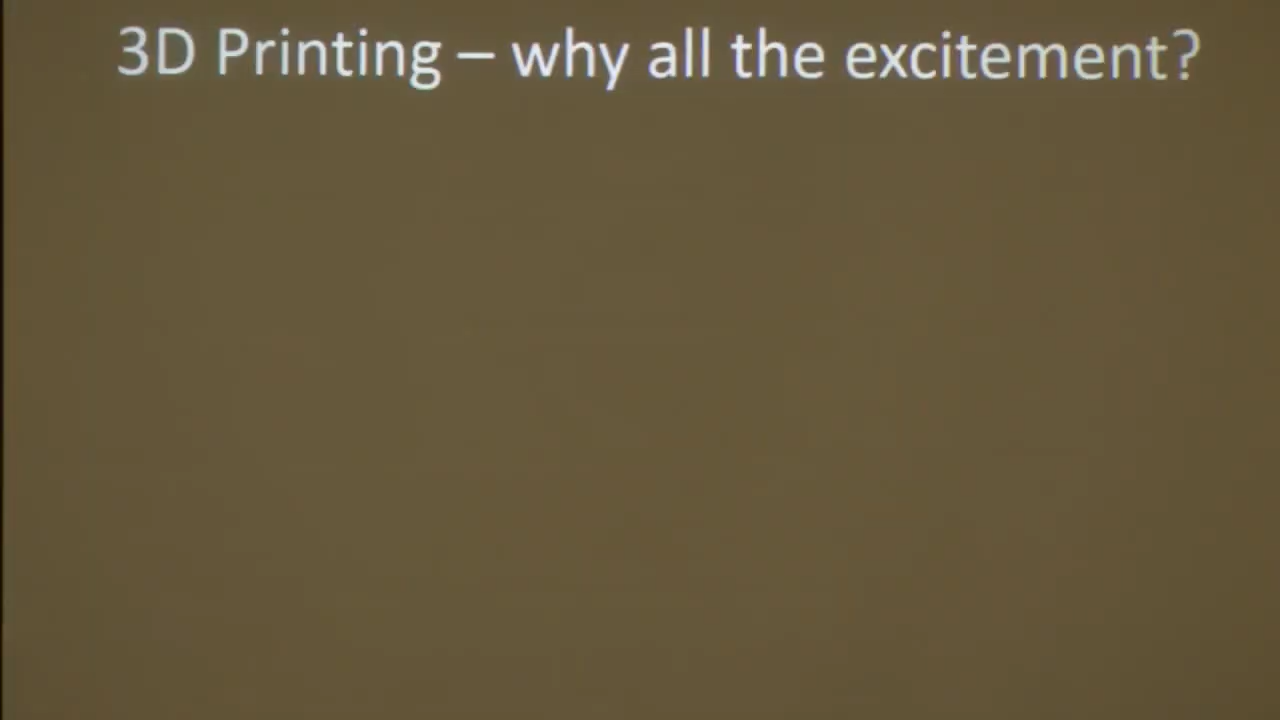 3D Printing – why all the excitement?